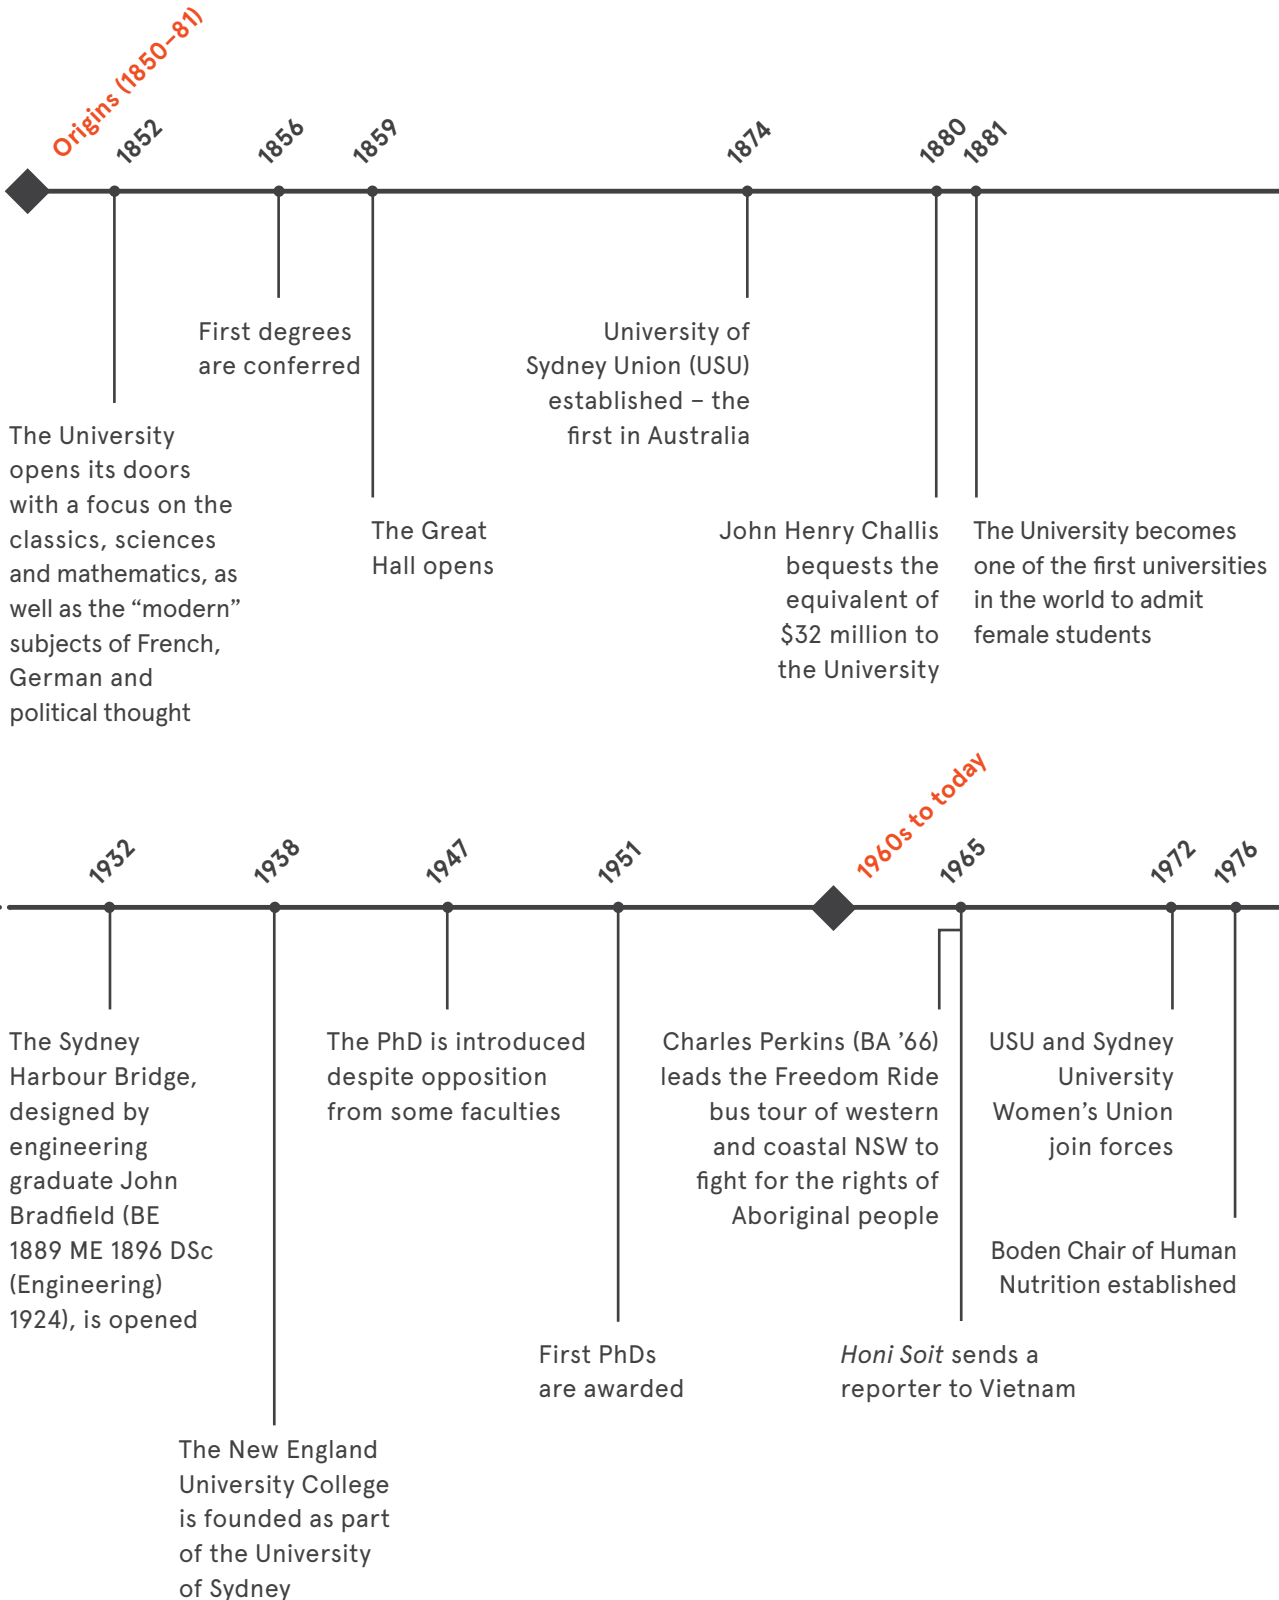 Origins (1850–81)
1852
The University
opens its doors
with a focus on the
classics, sciences
and mathematics, as
well as the “modern”
subjects of French,
German and
political thought
1856
First degrees
are conferred
1859
The Great
Hall opens
1874
University of
Sydney Union (USU)
established – the
first in Australia
1880
John Henry Challis
bequests the
equivalent of
$32 million to
the University
1881
The University becomes
one of the first universities
in the world to admit
female students
1932
The Sydney
Harbour Bridge,
designed by
engineering
graduate John
Bradfield (BE
1889 ME 1896 DSc
(Engineering)
1924), is opened
1938
The New England
University College
is founded as part
of the University
of Sydney
1947
The PhD is introduced
despite opposition
from some faculties
1951
First PhDs
are awarded
1960s to today
1965
Charles Perkins (BA ’66)
leads the Freedom Ride
bus tour of western
and coastal NSW to
fight for the rights of
Aboriginal people
Honi Soit sends a
reporter to Vietnam
1972
USU and Sydney
University
Women’s Union
join forces
1976
Boden Chair of Human
Nutrition established